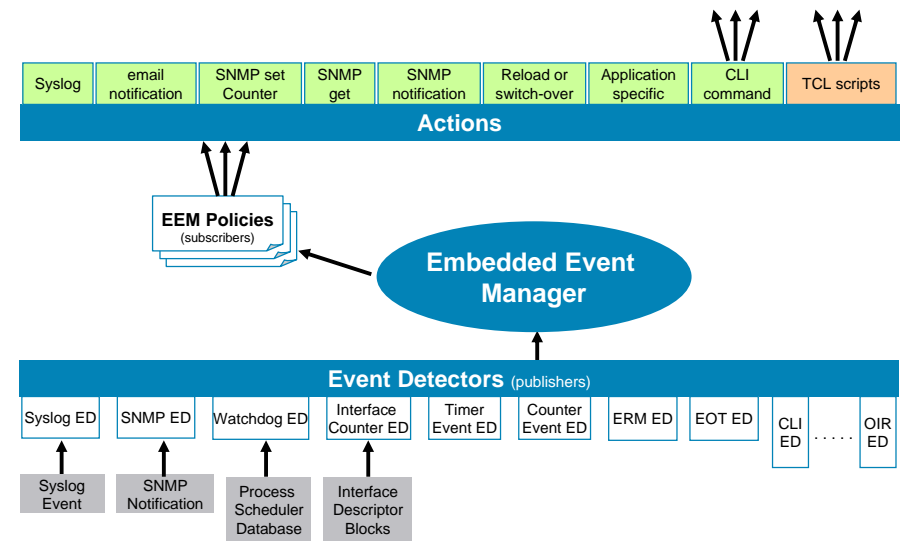 Syslog
email
notification
SNMP set
Counter
SNMP
get
SNMP
notification
Reload or
switch-over
Application
specific
CLI
command
TCL scripts
Actions
EEM Policies
(subscribers)
Embedded Event
Manager
Event Detectors (publishers)
Syslog ED
SNMP ED
Watchdog ED
Interface
Counter ED
Timer
Event ED
Counter
Event ED
ERM ED
EOT ED
CLI
ED
. . . . .
OIR
ED
Syslog
Event
SNMP
Notification
Process
Scheduler
Database
Interface
Descriptor
Blocks